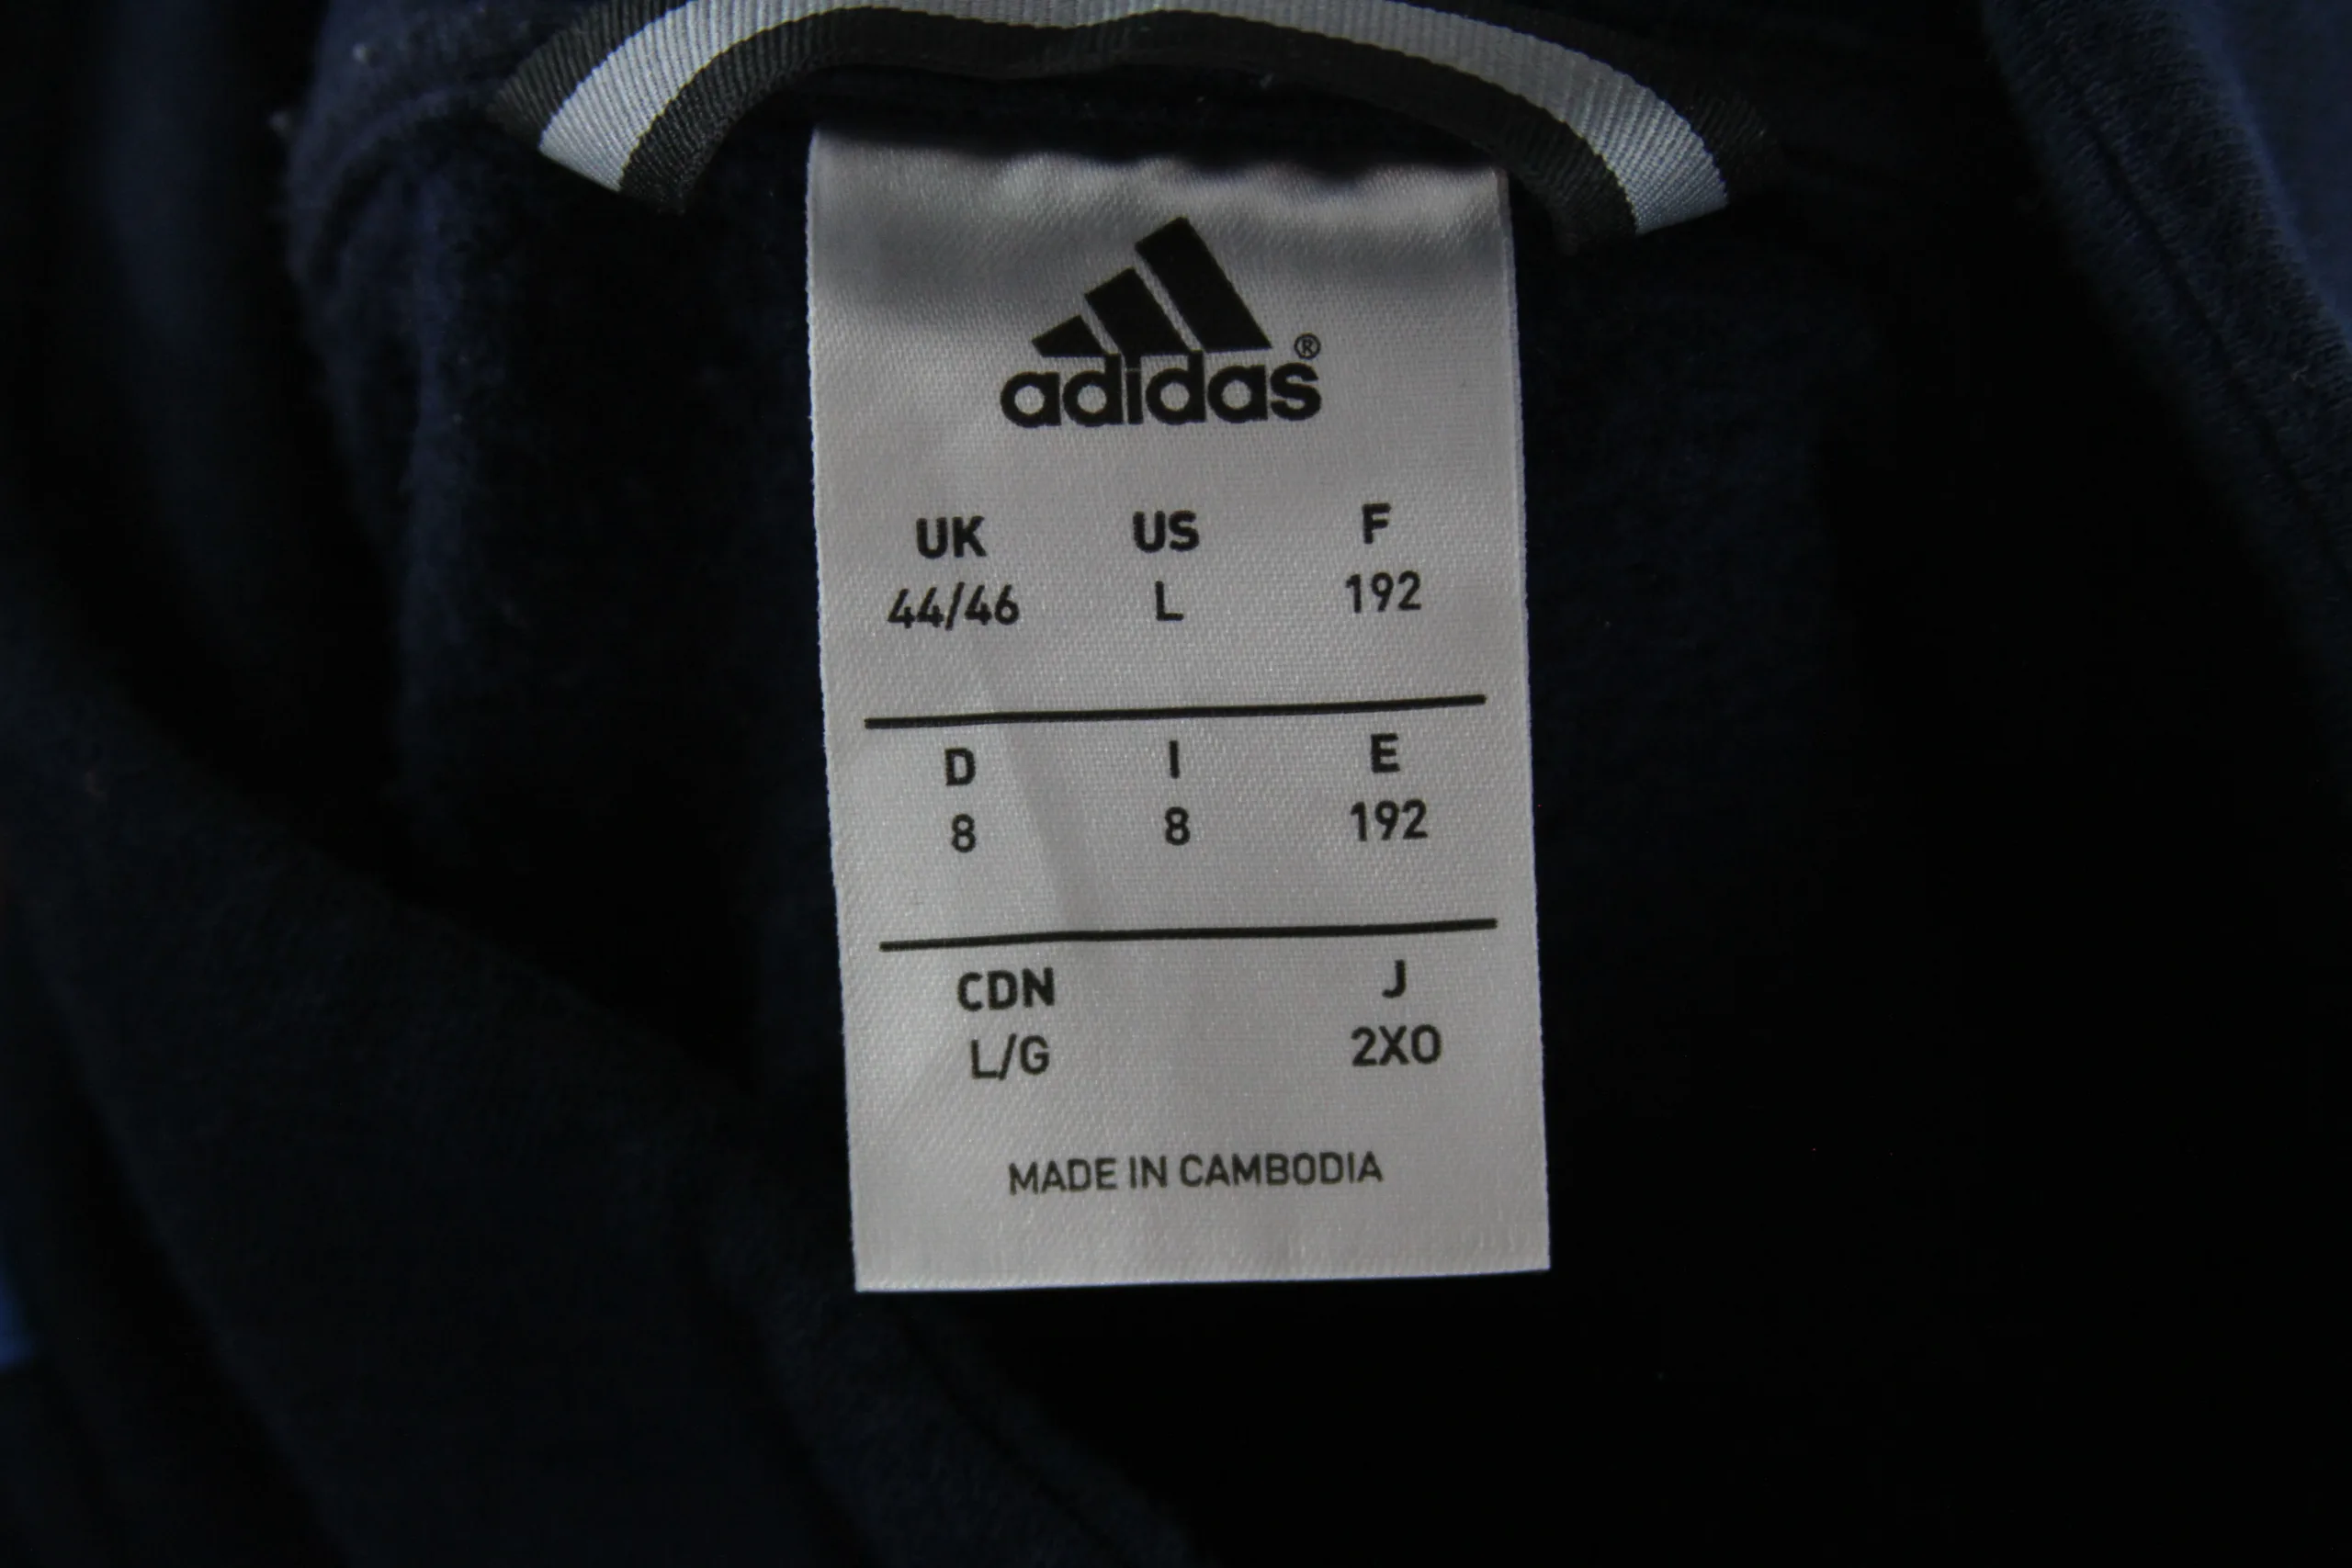 adidas®
UK US F
44/46 L 192
D I E
8 8 192
CDN J
L/G 2XO
MADE IN CAMBODIA